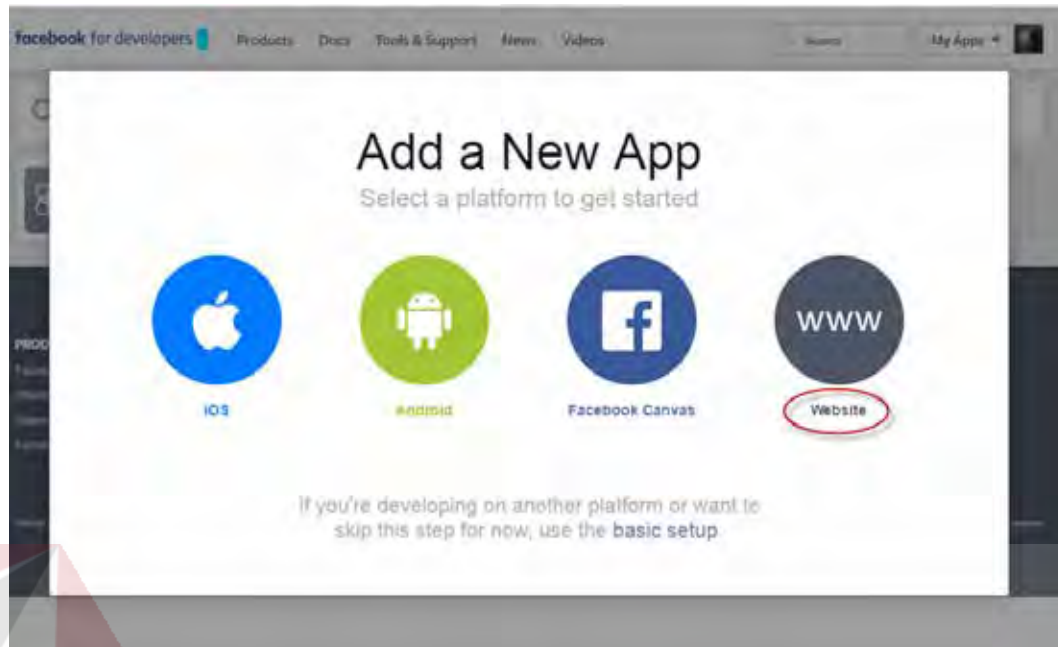 facebook for developers
Products Docs Tools & Support News Videos Search My Apps
Add a New App
Select a platform to get started
www
iOS Android Facebook Canvas Website
If you're developing on another platform or want to
skip this step for now, use the basic setup.
PROD